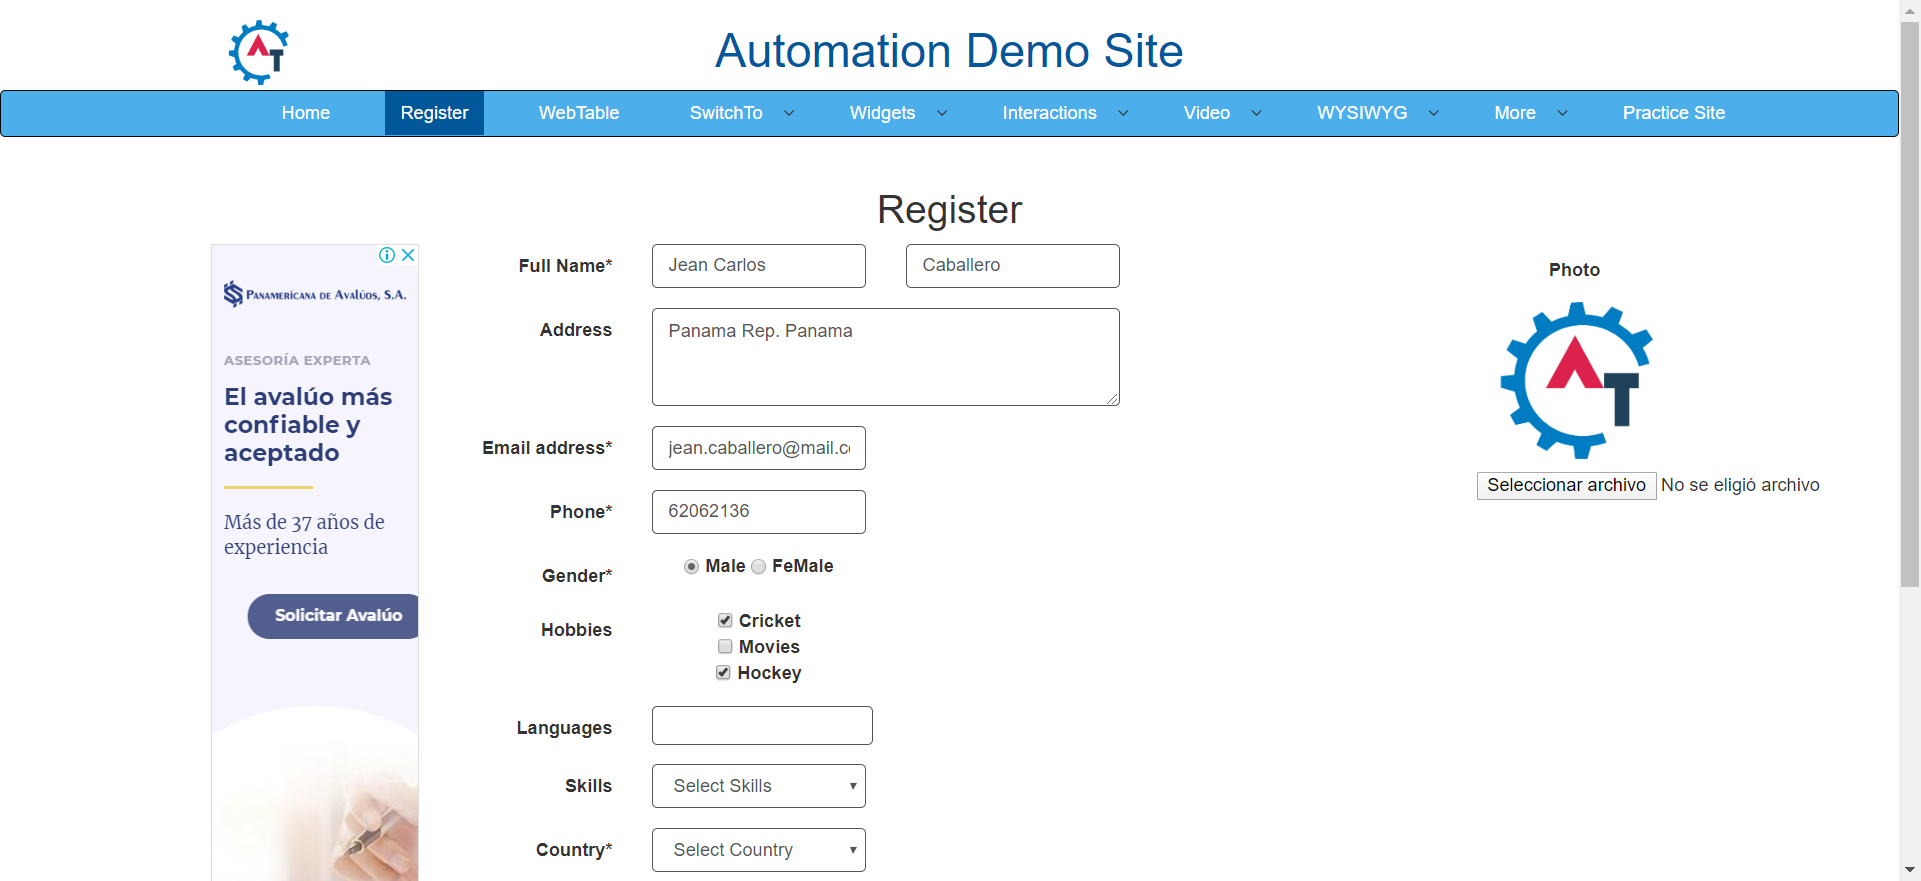 Automation Demo Site
Home Register WebTable SwitchTo Widgets Interactions Video WYSIWYG More Practice Site
Register
PANAMERICANA DE AVALÚOS, S.A.
ASESORÍA EXPERTA
El avalúo más
confiable y
aceptado
Más de 37 años de
experiencia
Solicitar Avalúo
Full Name* Jean Carlos Caballero
Address Panama Rep. Panama
Email address* jean.caballero@mail.c
Phone* 62062136
Gender* Male FeMale
Hobbies Cricket
Movies
Hockey
Languages
Skills Select Skills
Country* Select Country
Photo
AT
Seleccionar archivo No se eligió archivo